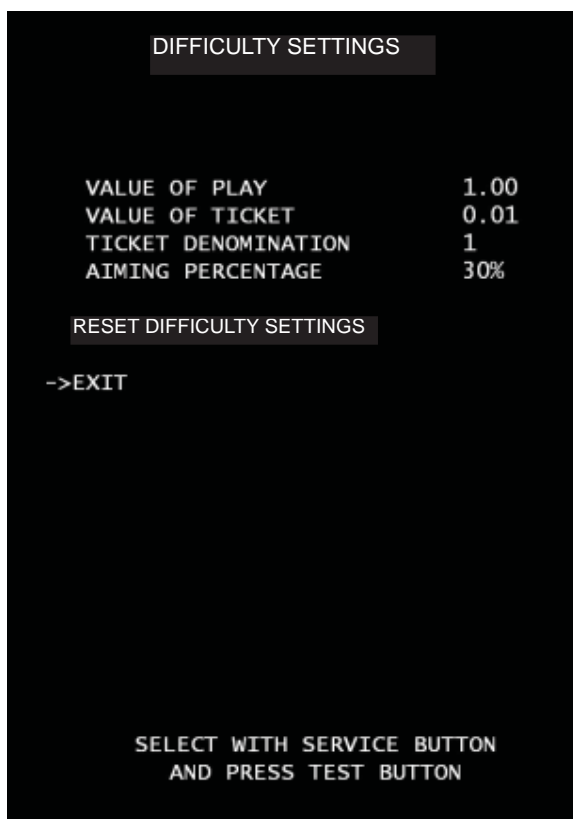 DIFFICULTY SETTINGS
VALUE OF PLAY 1.00
VALUE OF TICKET 0.01
TICKET DENOMINATION 1
AIMING PERCENTAGE 30%
RESET DIFFICULTY SETTINGS
->EXIT
SELECT WITH SERVICE BUTTON
AND PRESS TEST BUTTON